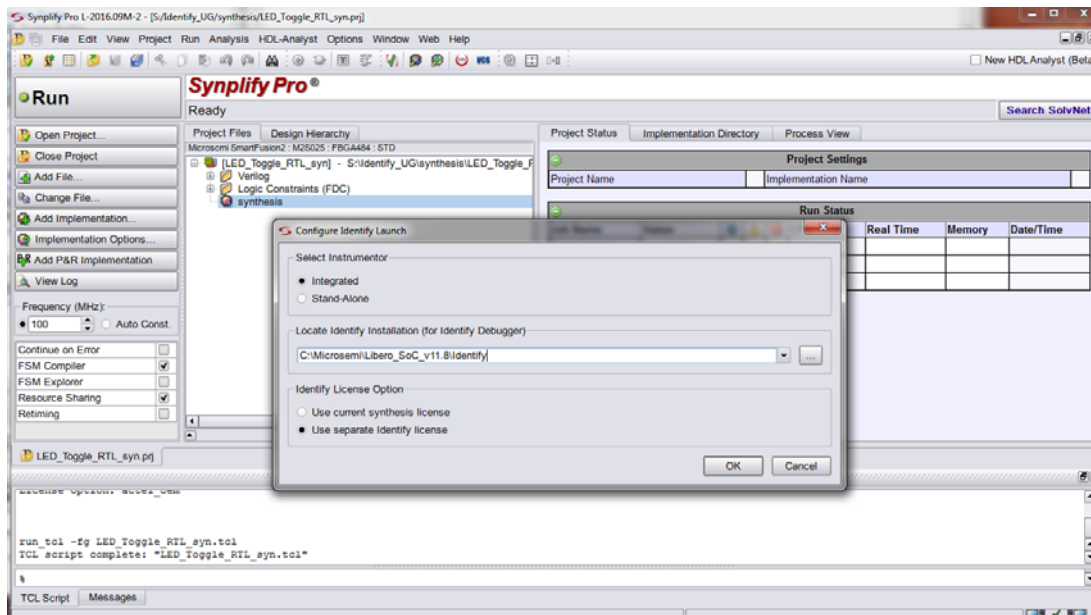 Synplify Pro L-2016.09M-2 - [S:/Identify_UG/synthesis/LED_Toggle_RTL_syn.prj]
File Edit View Project Run Analysis HDL-Analyst Options Window Web Help
New HDL Analyst (Beta
Run
Synplify Pro®
Ready
Search SolvNet
Open Project...
Close Project
Add File...
Change File...
Add Implementation...
Implementation Options...
Add P&R Implementation
View Log
Frequency (MHz):
100
Auto Const.
Continue on Error
FSM Compiler
FSM Explorer
Resource Sharing
Retiming
Project Files Design Hierarchy
Microsemi SmartFusion2 : M2S025 : FBGA484 : STD
[LED_Toggle_RTL_syn] - S:\Identify_UG\synthesis\LED_Toggle_F
Verilog
Logic Constraints (FDC)
synthesis
Project Status Implementation Directory Process View
Project Settings
Project Name Implementation Name
Run Status
Real Time Memory Date/Time
Configure Identify Launch
Select Instrumentor
Integrated
Stand-Alone
Locate Identify Installation (for Identify Debugger)
C:\Microsemi\Libero_SoC_v11.8\Identify
...
Identify License Option
Use current synthesis license
Use separate Identify license
OK Cancel
LED_Toggle_RTL_syn.prj
License option: actel_oem
run_tcl -fg LED_Toggle_RTL_syn.tcl
TCL script complete: "LED_Toggle_RTL_syn.tcl"
%
TCL Script Messages